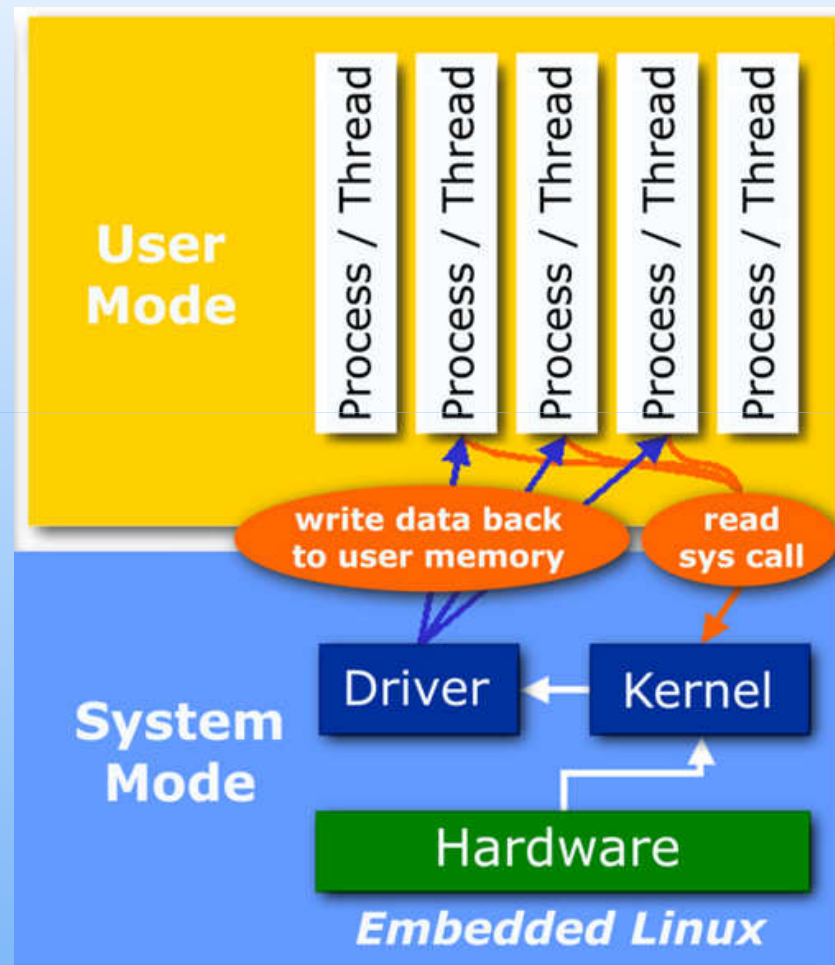 Process / Thread
Process / Thread
Process / Thread
Process / Thread
Process / Thread
User
Mode
write data back
to user memory
read
sys call
Driver
Kernel
System
Mode
Hardware
Embedded Linux